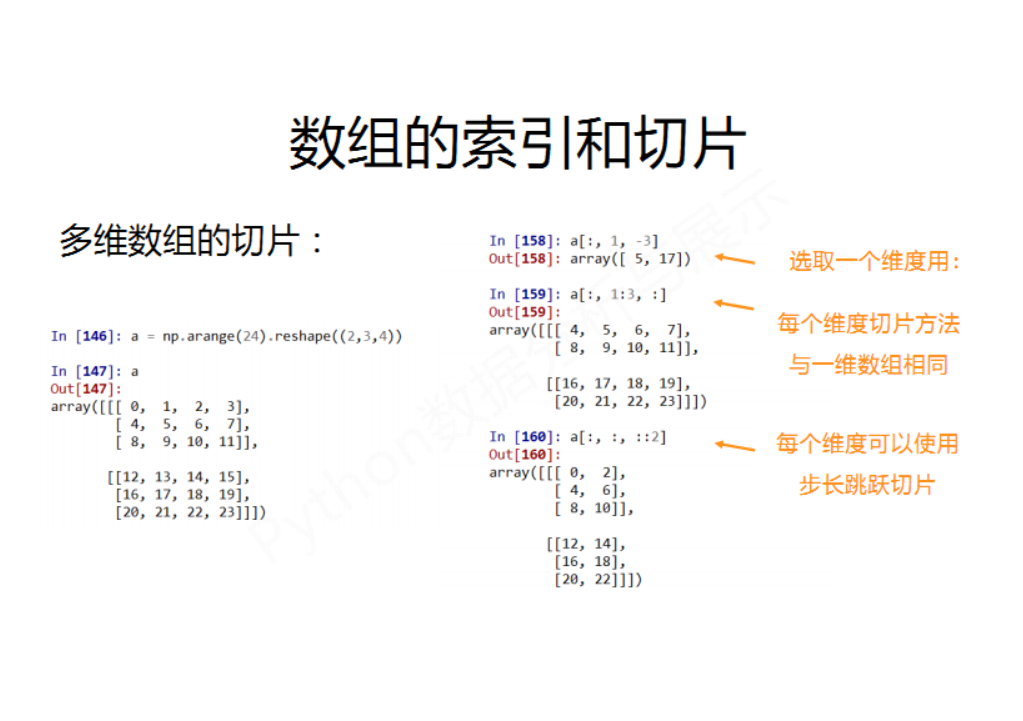 数组的索引和切片
多维数组的切片：
In [146]: a = np.arange(24).reshape((2,3,4))
In [147]: a
Out[147]:
array([[[ 0,  1,  2,  3],
        [ 4,  5,  6,  7],
        [ 8,  9, 10, 11]],
       [[12, 13, 14, 15],
        [16, 17, 18, 19],
        [20, 21, 22, 23]]])
In [158]: a[:, 1, -3]
Out[158]: array([ 5, 17])
选取一个维度用:
In [159]: a[:, 1:3, :]
Out[159]:
array([[[ 4,  5,  6,  7],
        [ 8,  9, 10, 11]],
       [[16, 17, 18, 19],
        [20, 21, 22, 23]]])
每个维度切片方法
与一维数组相同
In [160]: a[:, :, ::2]
Out[160]:
array([[[ 0,  2],
        [ 4,  6],
        [ 8, 10]],
       [[12, 14],
        [16, 18],
        [20, 22]]])
每个维度可以使用
步长跳跃切片
Python数据分析与展示